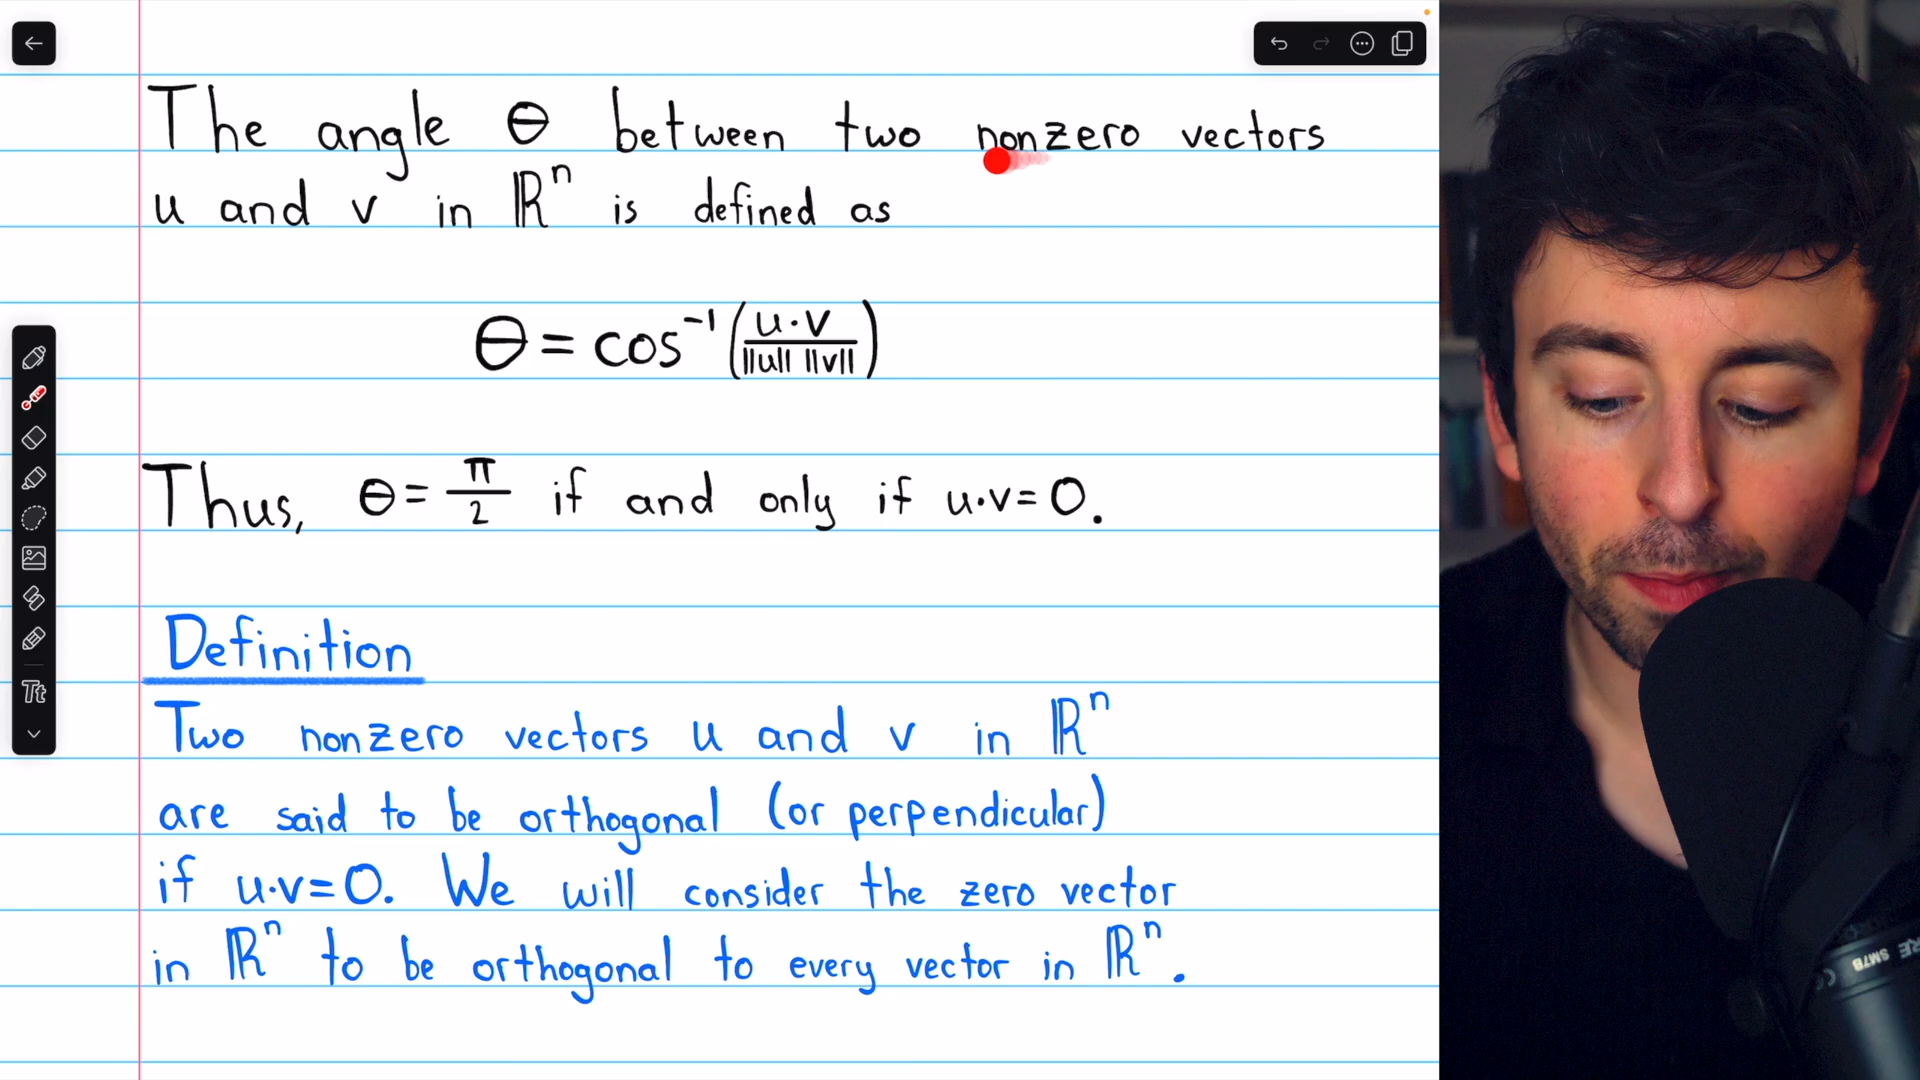 The angle θ between two nonzero vectors
u and v in ℝⁿ is defined as
θ = cos⁻¹(u·v / ‖u‖ ‖v‖)
Thus, θ = π/2 if and only if u·v=0.
Definition
Two nonzero vectors u and v in ℝⁿ
are said to be orthogonal (or perpendicular)
if u·v=0. We will consider the zero vector
in ℝⁿ to be orthogonal to every vector in ℝⁿ.
Tt
SM7B